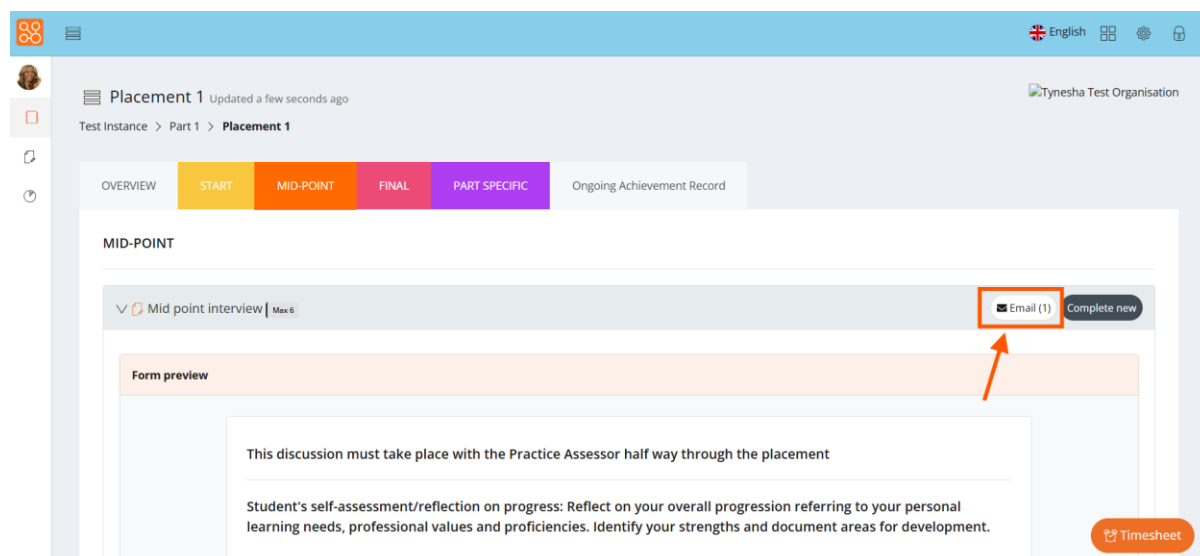 English
Placement 1 Updated a few seconds ago
Tynesha Test Organisation
Test Instance > Part 1 > Placement 1
OVERVIEW START MID-POINT FINAL PART SPECIFIC Ongoing Achievement Record
MID-POINT
Mid point interview Max 6 Email (1) Complete new
Form preview
This discussion must take place with the Practice Assessor half way through the placement
Student's self-assessment/reflection on progress: Reflect on your overall progression referring to your personal
learning needs, professional values and proficiencies. Identify your strengths and document areas for development.
Timesheet